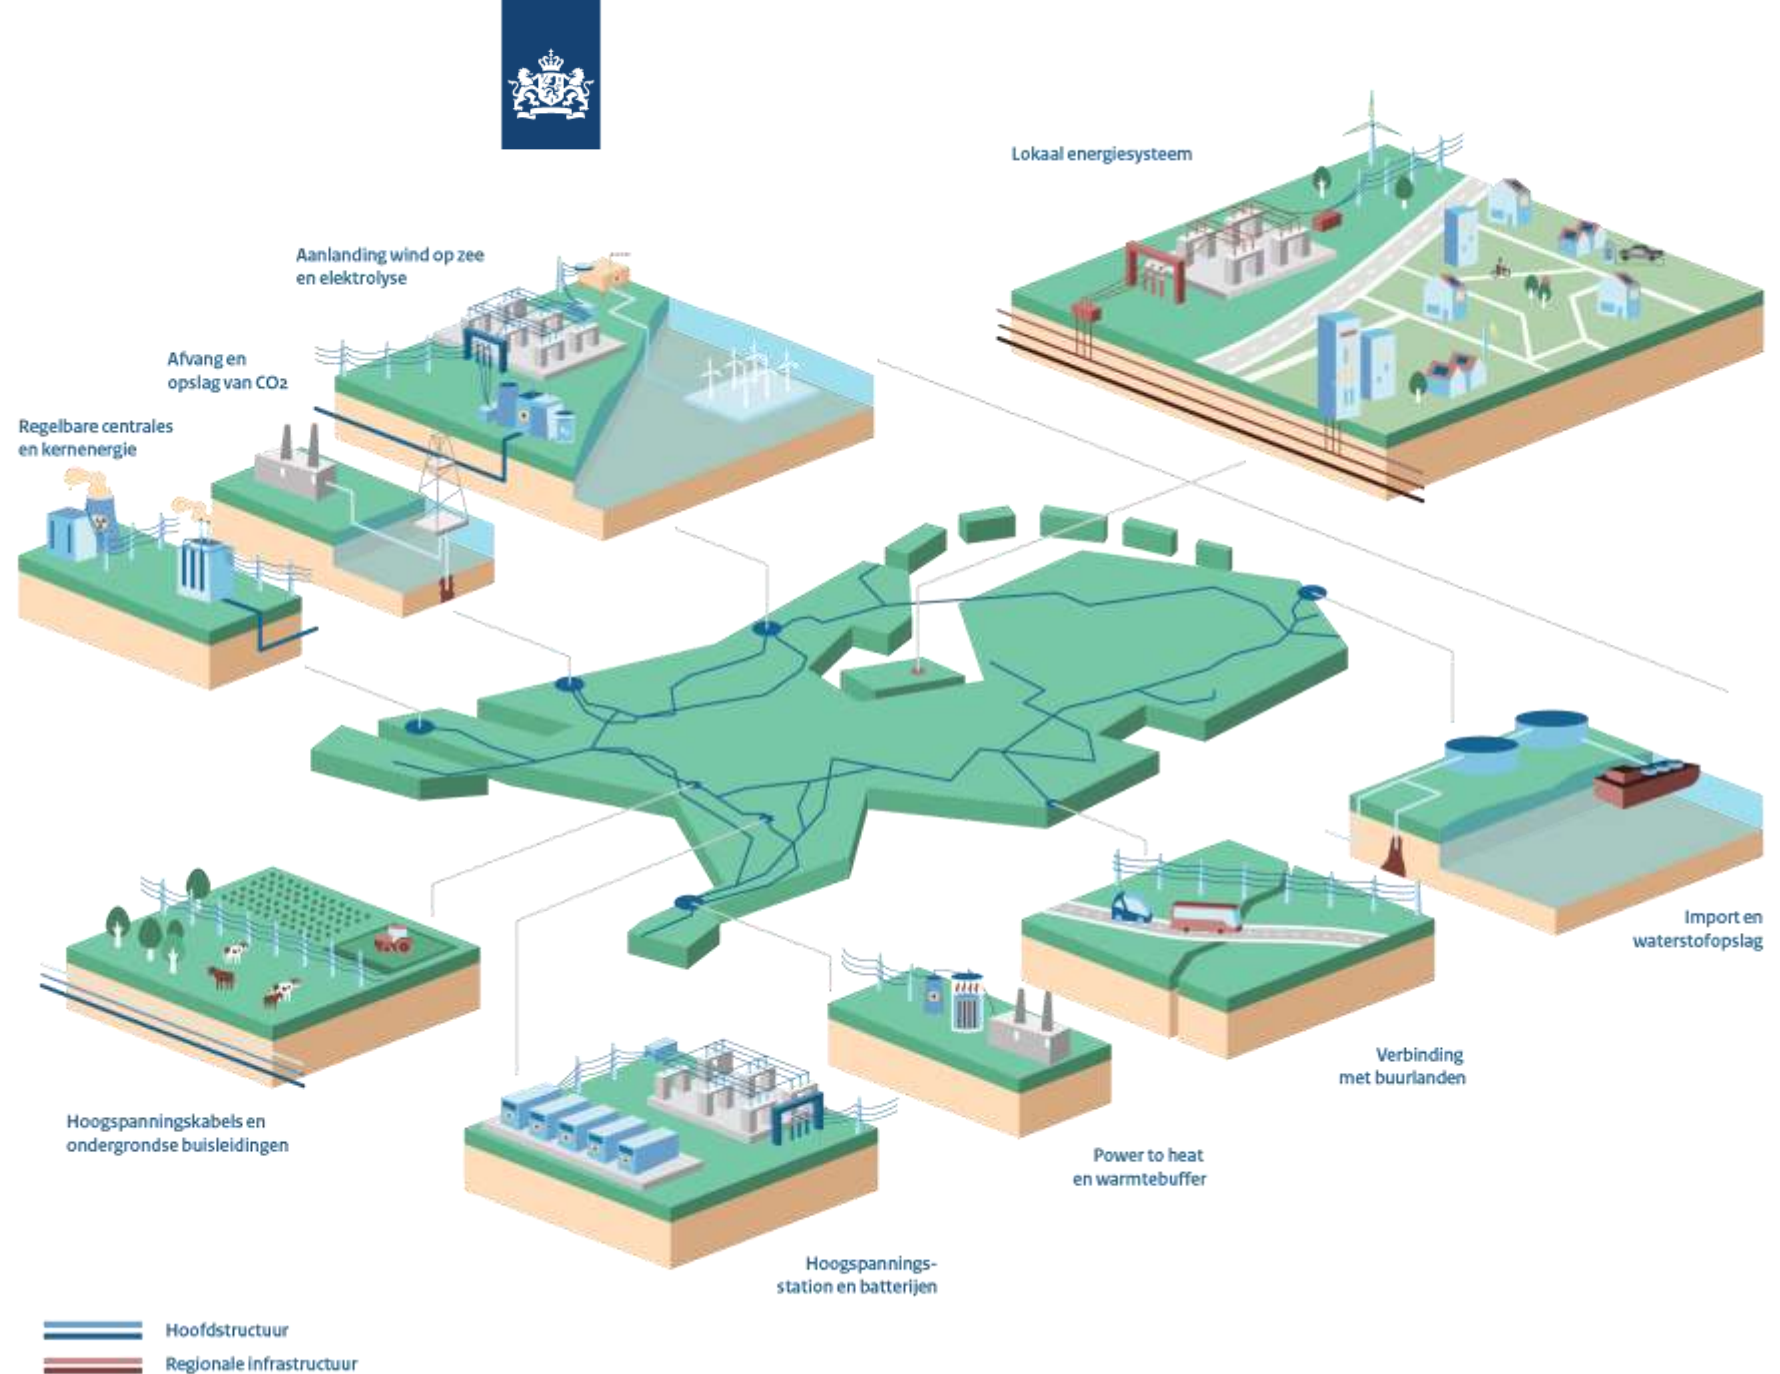 Lokaal energiesysteem
Aanlanding wind op zee
en elektrolyse
Afvang en
opslag van CO2
Regelbare centrales
en kernenergie
Import en
waterstofopslag
Verbinding
met buurlanden
Hoogspanningskabels en
ondergrondse buisleidingen
Power to heat
en warmtebuffer
Hoogspannings-
station en batterijen
Hoofdstructuur
Regionale infrastructuur